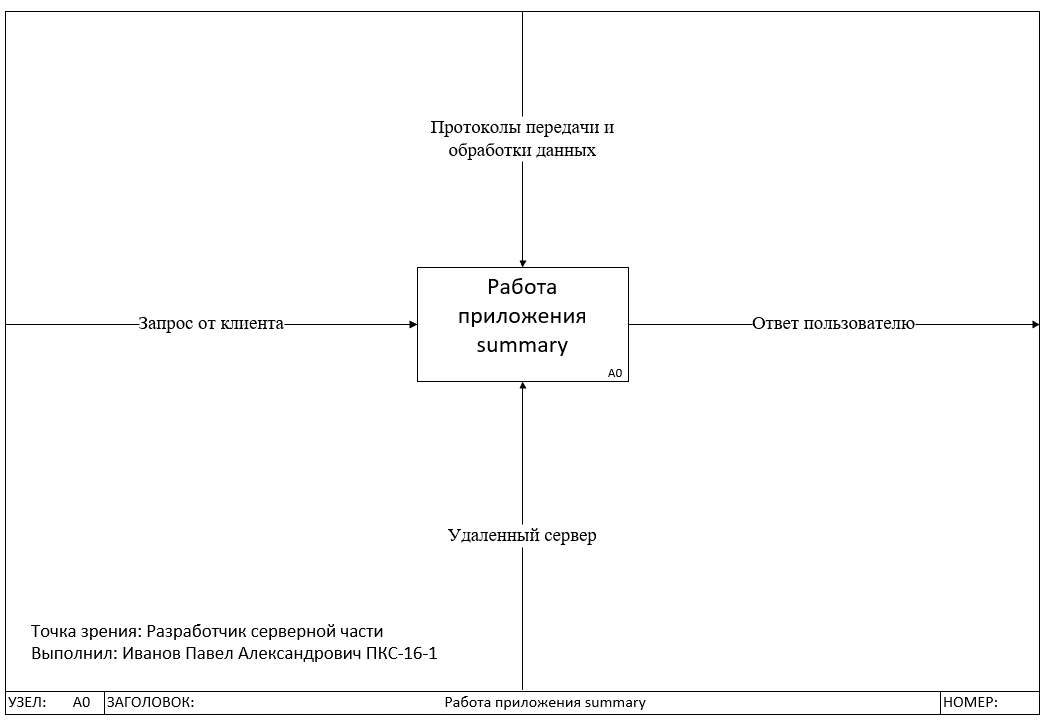 Протоколы передачи и
обработки данных
Работа
приложения
summary
A0
Запрос от клиента
Ответ пользователю
Удаленный сервер
Точка зрения: Разработчик серверной части
Выполнил: Иванов Павел Александрович ПКС-16-1
УЗЕЛ: A0 ЗАГОЛОВОК: Работа приложения summary НОМЕР: